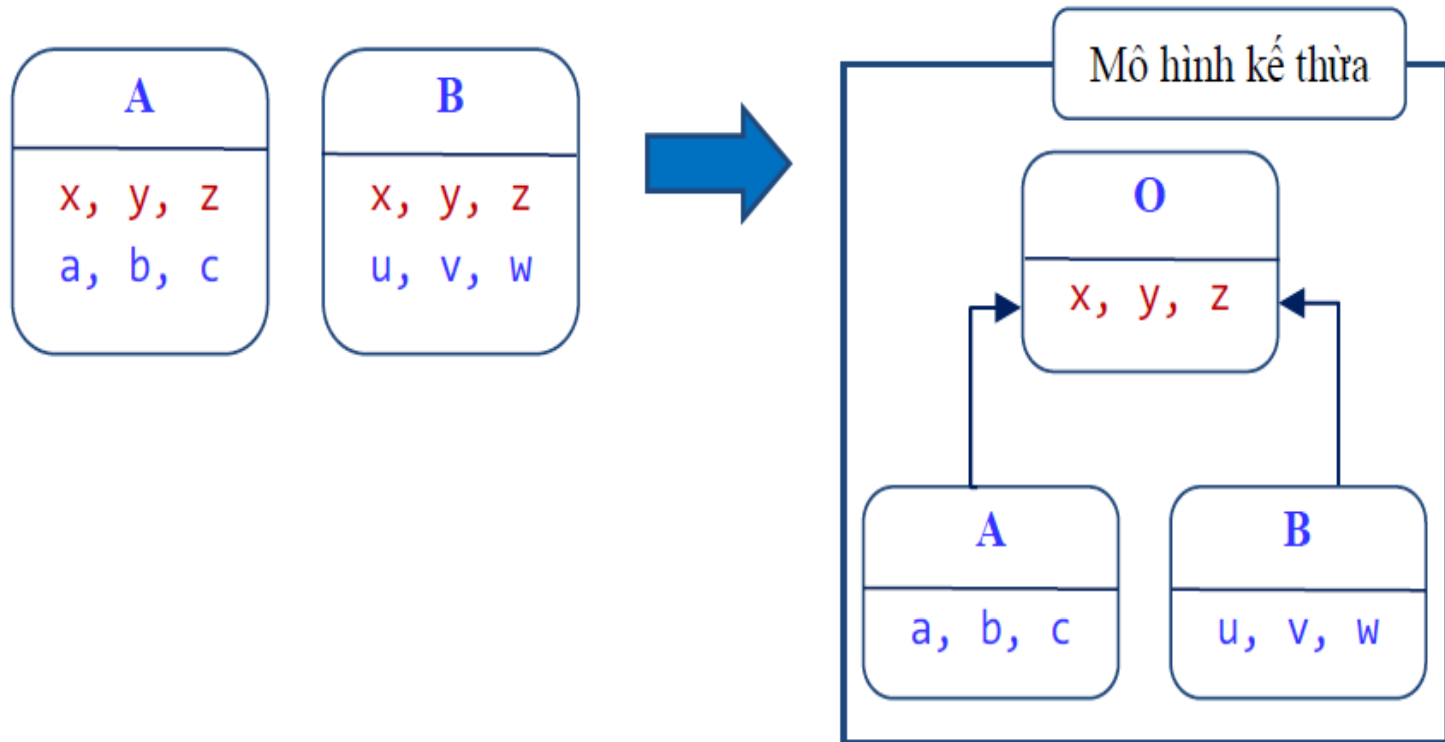 A
x, y, z
a, b, c
B
x, y, z
u, v, w
Mô hình kế thừa
O
x, y, z
A
a, b, c
B
u, v, w